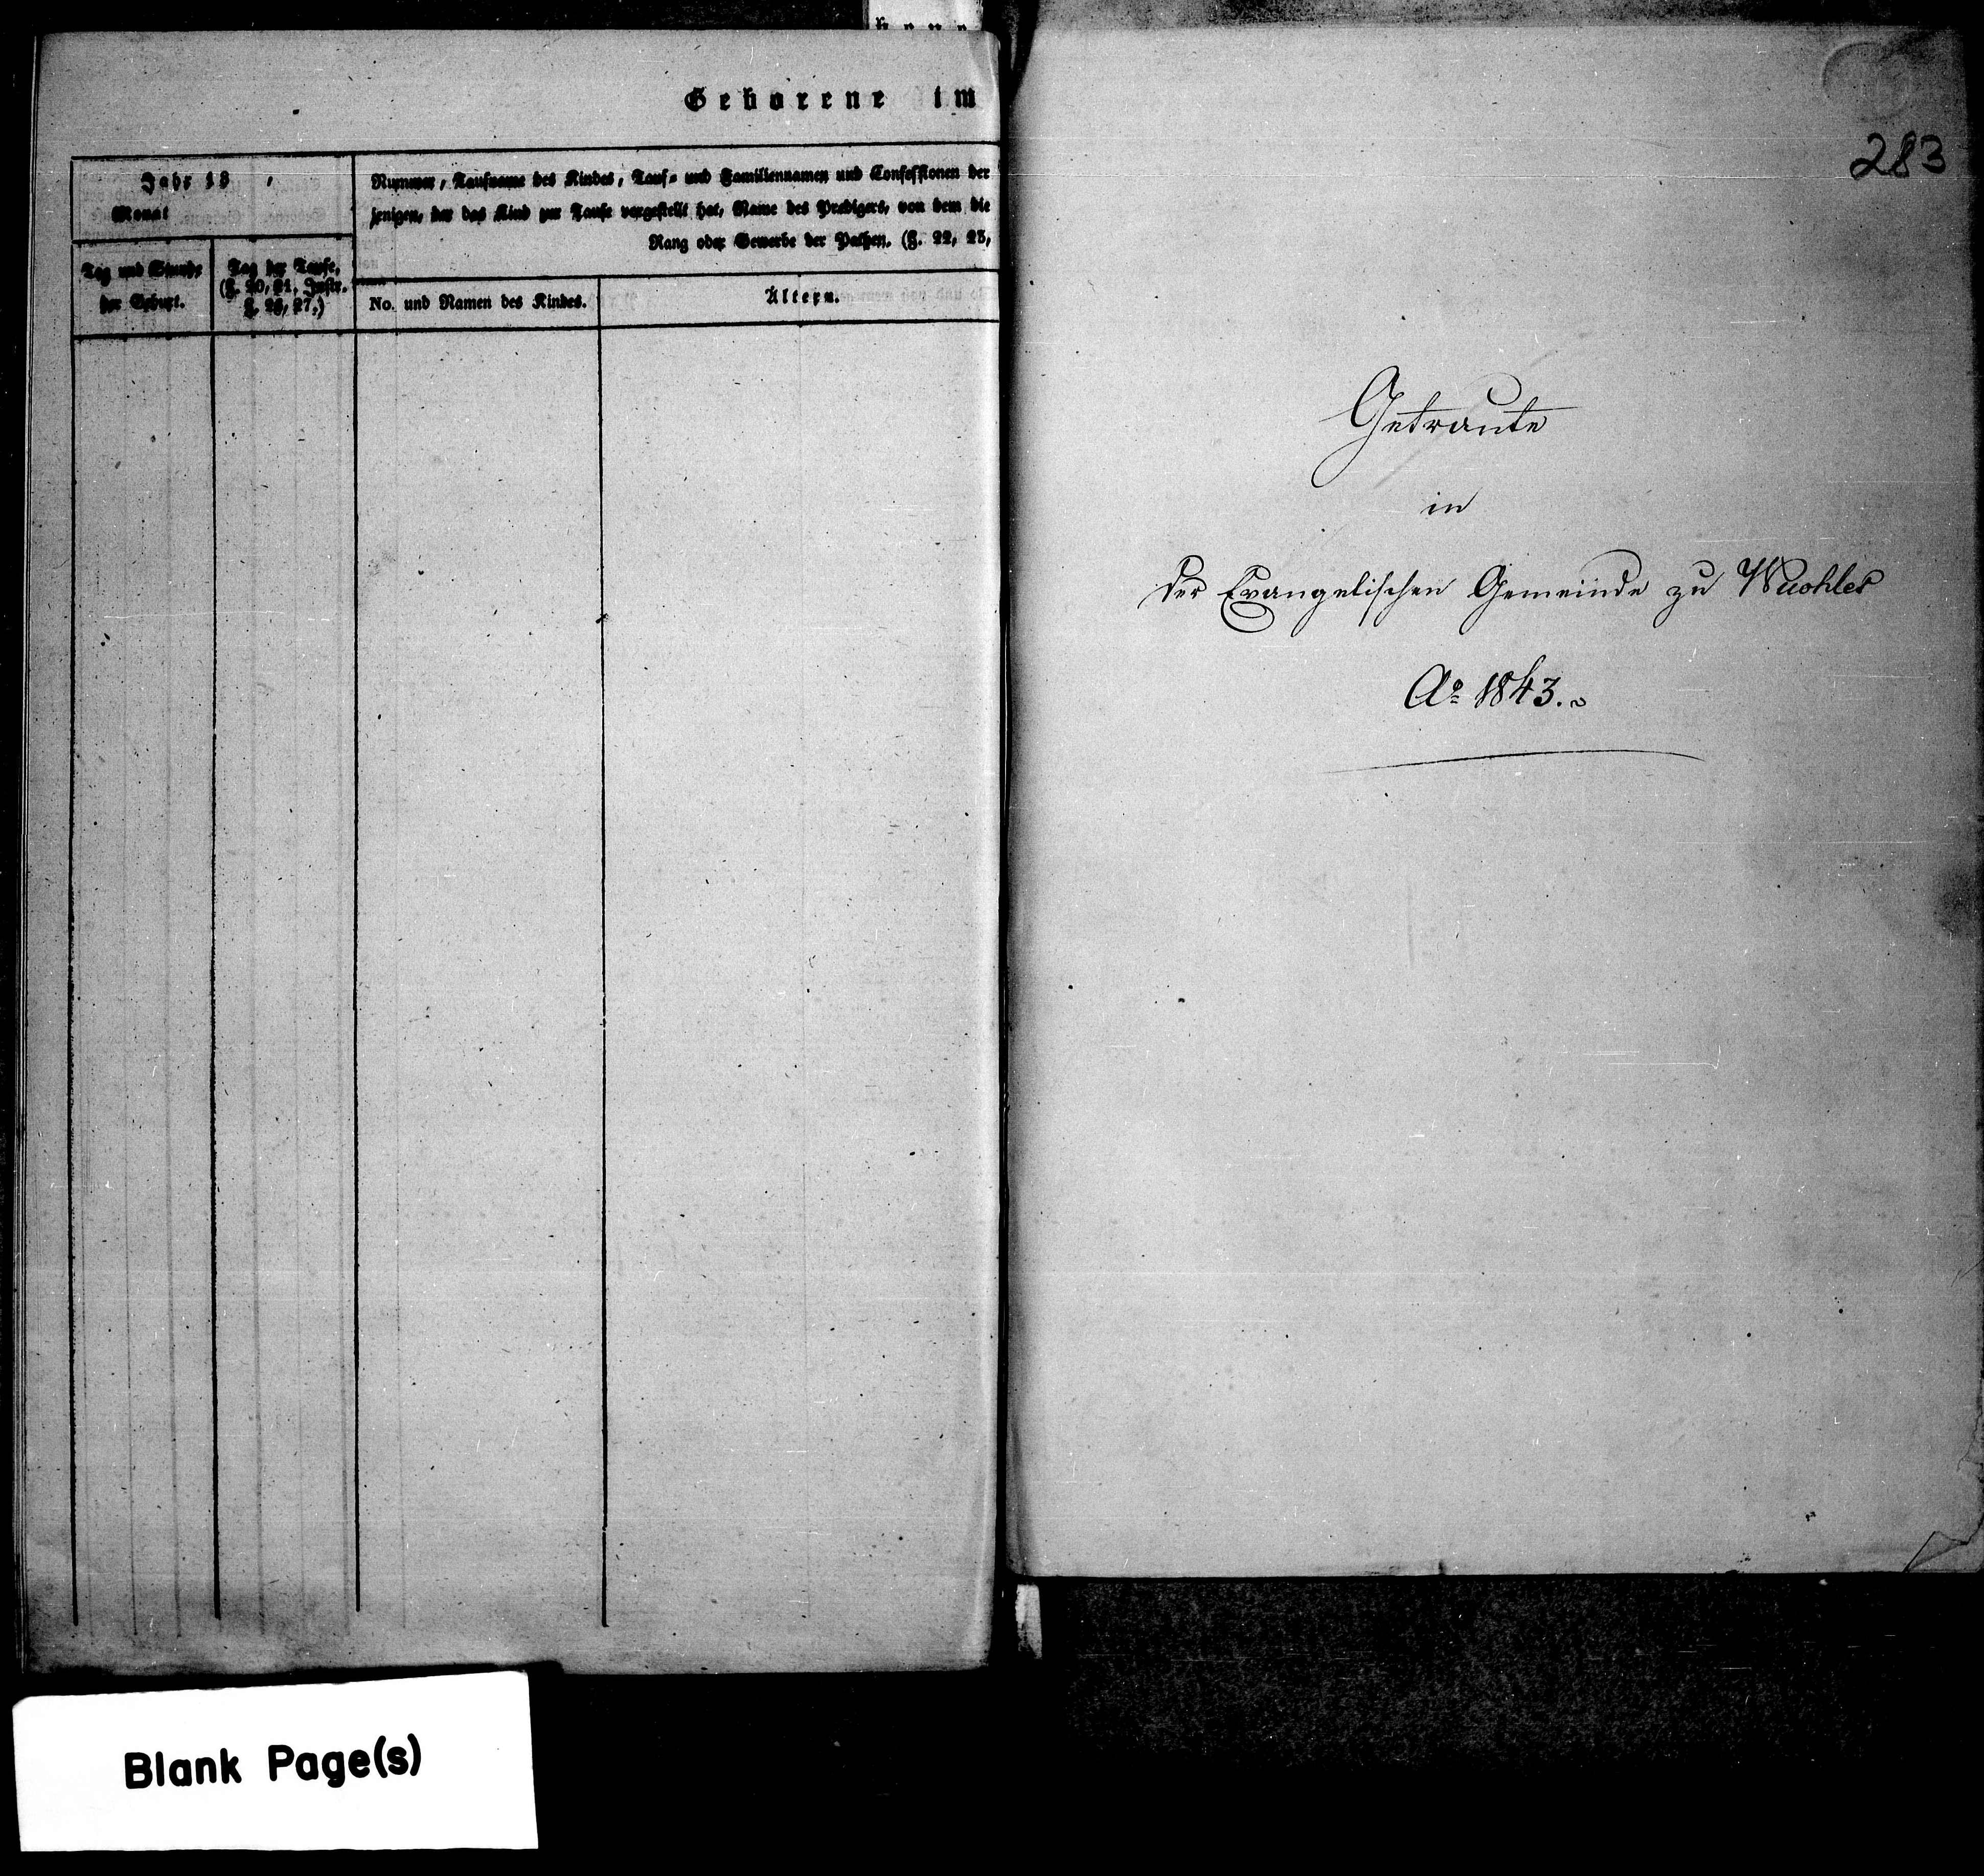 Geborene im
Jahr 18
Monat
Nummer, Taufname des Kindes, Tauf= und Familiennamen und Confessionen der
jenigen, der das Kind zur Taufe vorgestellt hat, Name des Predigers, von dem die
Rang oder Gewerbe der Pathen. (§. 22, 23,
Tag und Stunde
der Geburt.
Tag der Taufe.
(§. 20, 21. Instr.
§. 26, 27.)
No. und Namen des Kindes.
Ältern.
283
Getraute
in
der Evangelischen Gemeinde zu
Aº 1843.
Blank Page(s)